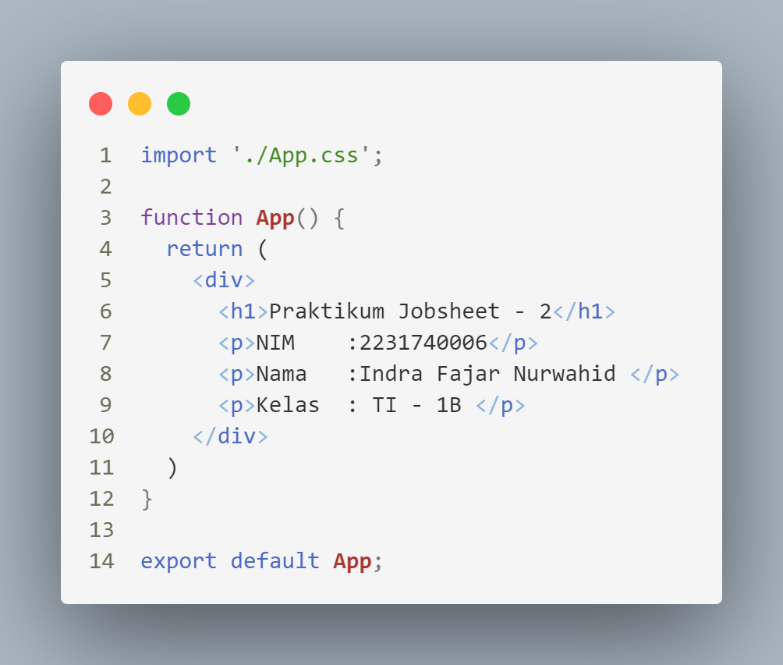 1 import './App.css';
2
3 function App() {
4   return (
5     <div>
6       <h1>Praktikum Jobsheet - 2</h1>
7       <p>NIM    :2231740006</p>
8       <p>Nama   :Indra Fajar Nurwahid </p>
9       <p>Kelas  : TI - 1B </p>
10     </div>
11   )
12 }
13
14 export default App;